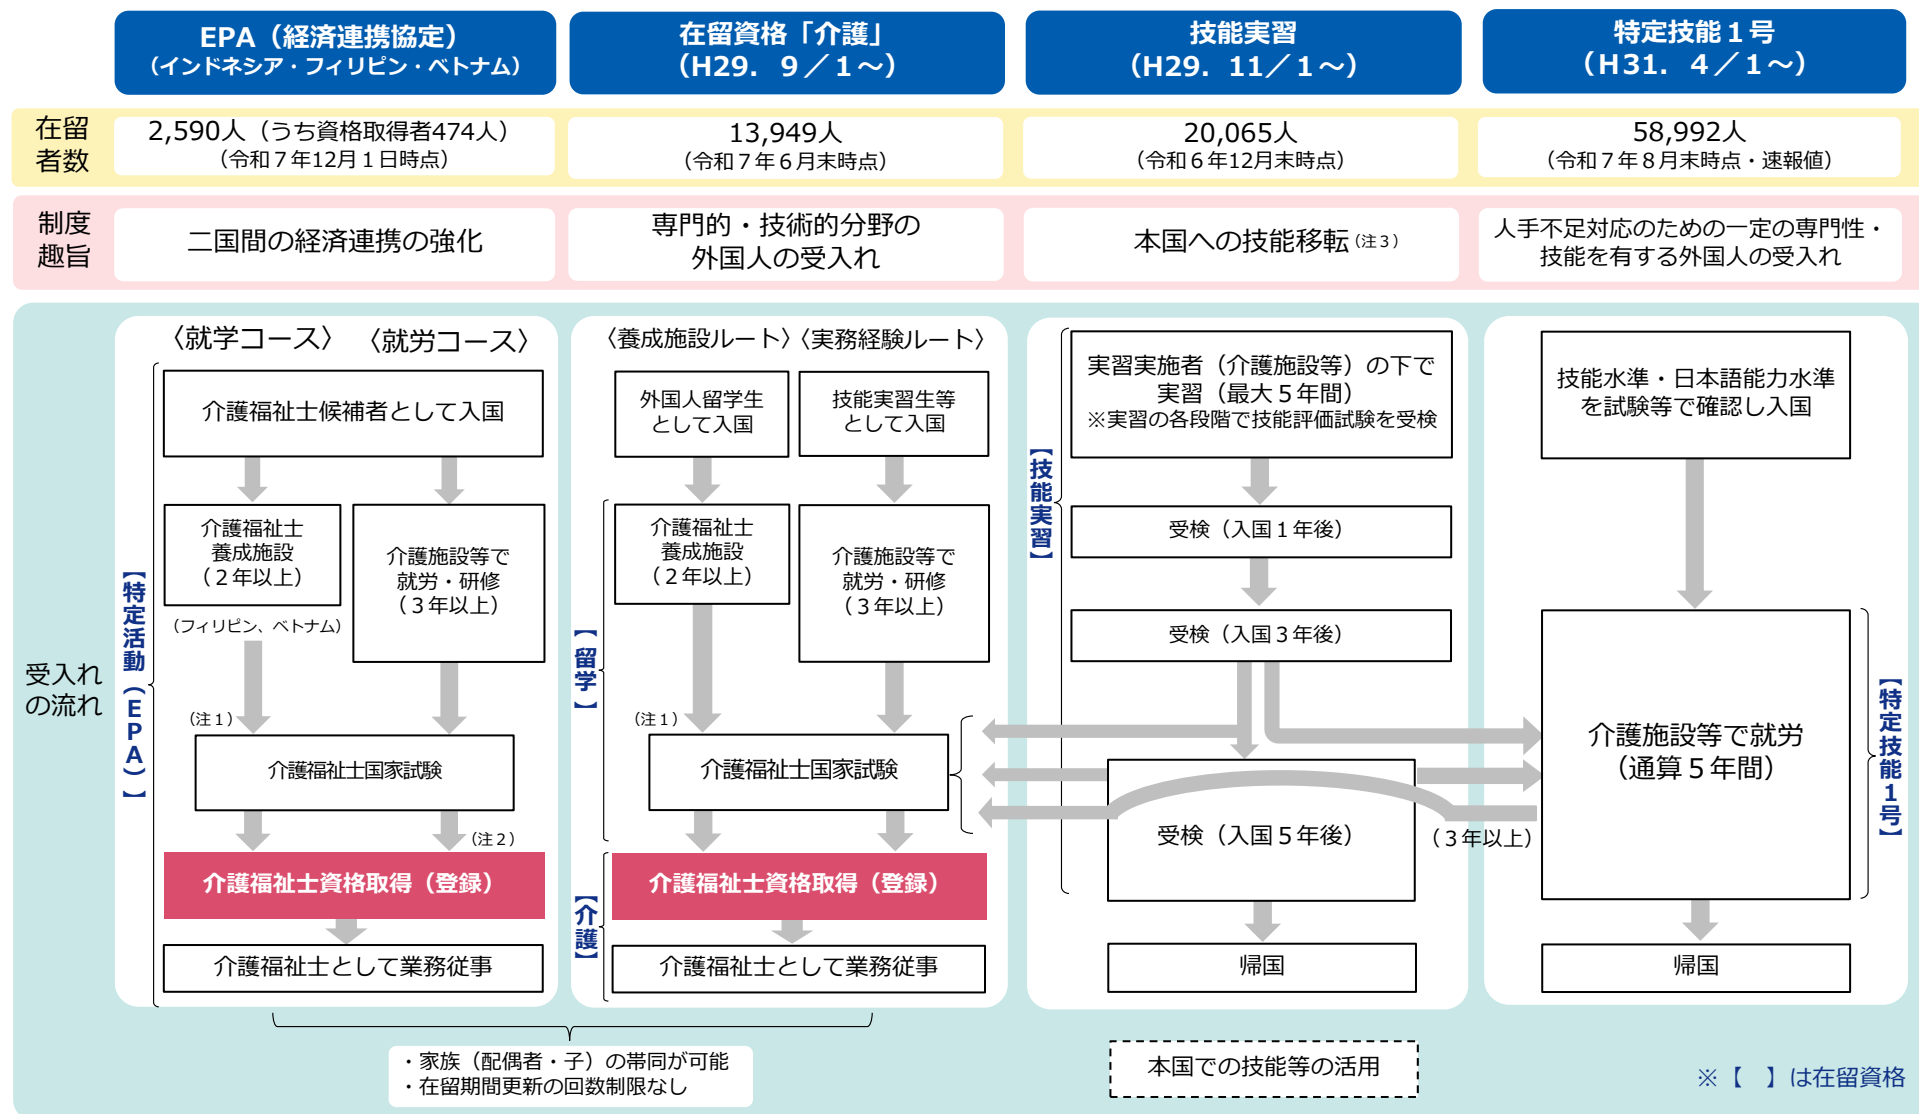 EPA（経済連携協定）
（インドネシア・フィリピン・ベトナム）
在留資格「介護」
（H29．９／１～）
技能実習
（H29．11／１～）
特定技能１号
（H31．４／１～）
在留
者数
2,590人（うち資格取得者474人）
（令和７年12月１日時点）
13,949人
（令和７年６月末時点）
20,065人
（令和６年12月末時点）
58,992人
（令和７年８月末時点・速報値）
制度
趣旨
二国間の経済連携の強化
専門的・技術的分野の
外国人の受入れ
本国への技能移転（注３）
人手不足対応のための一定の専門性・
技能を有する外国人の受入れ
受入れ
の流れ
〈就学コース〉
〈就労コース〉
【特定活動（EPA）】
介護福祉士候補者として入国
介護福祉士
養成施設
（２年以上）
（フィリピン、ベトナム）
介護施設等で
就労・研修
（３年以上）
（注１）
介護福祉士国家試験
（注２）
介護福祉士資格取得（登録）
介護福祉士として業務従事
〈養成施設ルート〉
〈実務経験ルート〉
外国人留学生
として入国
技能実習生等
として入国
【留学】
介護福祉士
養成施設
（２年以上）
介護施設等で
就労・研修
（３年以上）
（注１）
介護福祉士国家試験
【介護】
介護福祉士資格取得（登録）
介護福祉士として業務従事
・家族（配偶者・子）の帯同が可能
・在留期間更新の回数制限なし
【技能実習】
実習実施者（介護施設等）の下で
実習（最大５年間）
※実習の各段階で技能評価試験を受検
受検（入国１年後）
受検（入国３年後）
受検（入国５年後）
帰国
本国での技能等の活用
技能水準・日本語能力水準
を試験等で確認し入国
介護施設等で就労
（通算５年間）
【特定技能１号】
（３年以上）
帰国
※【　】は在留資格